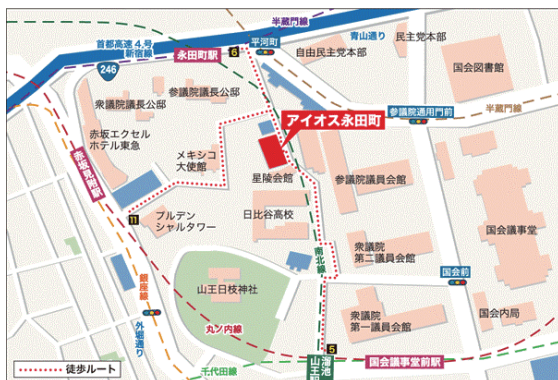 半蔵門線
首都高速4号
新宿線
永田町駅
6
平河町
青山通り
民主党本部
自由民主党本部
国会図書館
246
衆議院議長公邸
参議院議長公邸
参議院通用門前
半蔵門線
アイオス永田町
赤坂エクセル
ホテル東急
メキシコ
大使館
星陵会館
参議院議員会館
赤坂見附駅
11
プルデン
シャルタワー
日比谷高校
国会議事堂
南北線
衆議院
第二議員会館
国会前
銀座線
山王日枝神社
外堀通り
丸ノ内線
衆議院
第一議員会館
国会内局
5
溜池
山王駅
国会議事堂前駅
千代田線
徒歩ルート